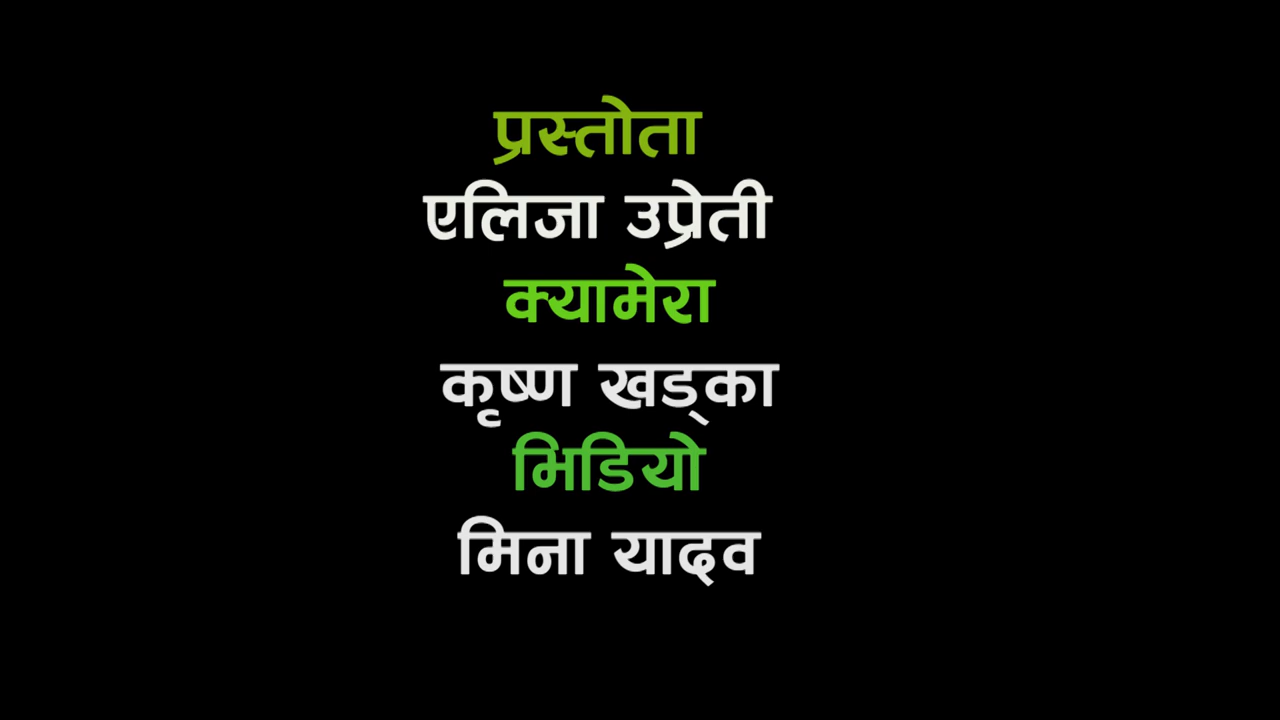 प्रस्तोता
एलिजा उप्रेती
क्यामेरा
कृष्ण खड्का
भिडियो
मिना यादव